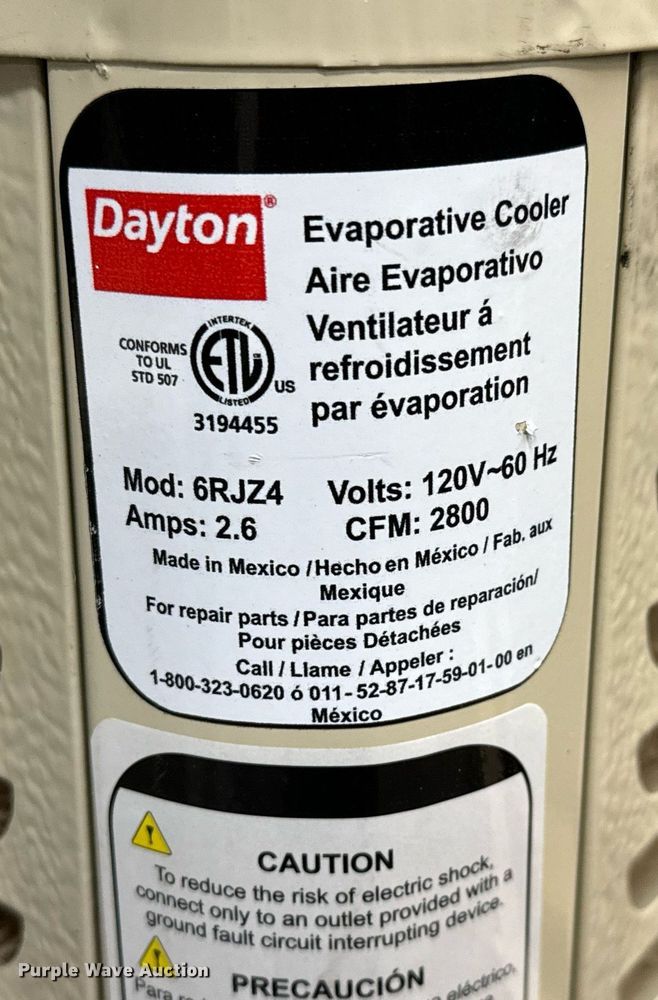 Dayton®
Evaporative Cooler
Aire Evaporativo
Ventilateur á
refroidissement
par évaporation
CONFORMS
TO UL
STD 507
INTERTEK
ETL
LISTED
US
3194455
Mod: 6RJZ4 Volts: 120V~60 Hz
Amps: 2.6 CFM: 2800
Made in Mexico / Hecho en México / Fab. aux
Mexique
For repair parts / Para partes de reparación/
Pour pièces Détachées
Call / Llame / Appeler :
1-800-323-0620 ó 011- 52-87-17-59-01-00 en
México
CAUTION
To reduce the risk of electric shock,
connect only to an outlet provided with a
ground fault circuit interrupting device.
PRECAUCIÓN
Para
eléctrico,
Purple Wave Auction